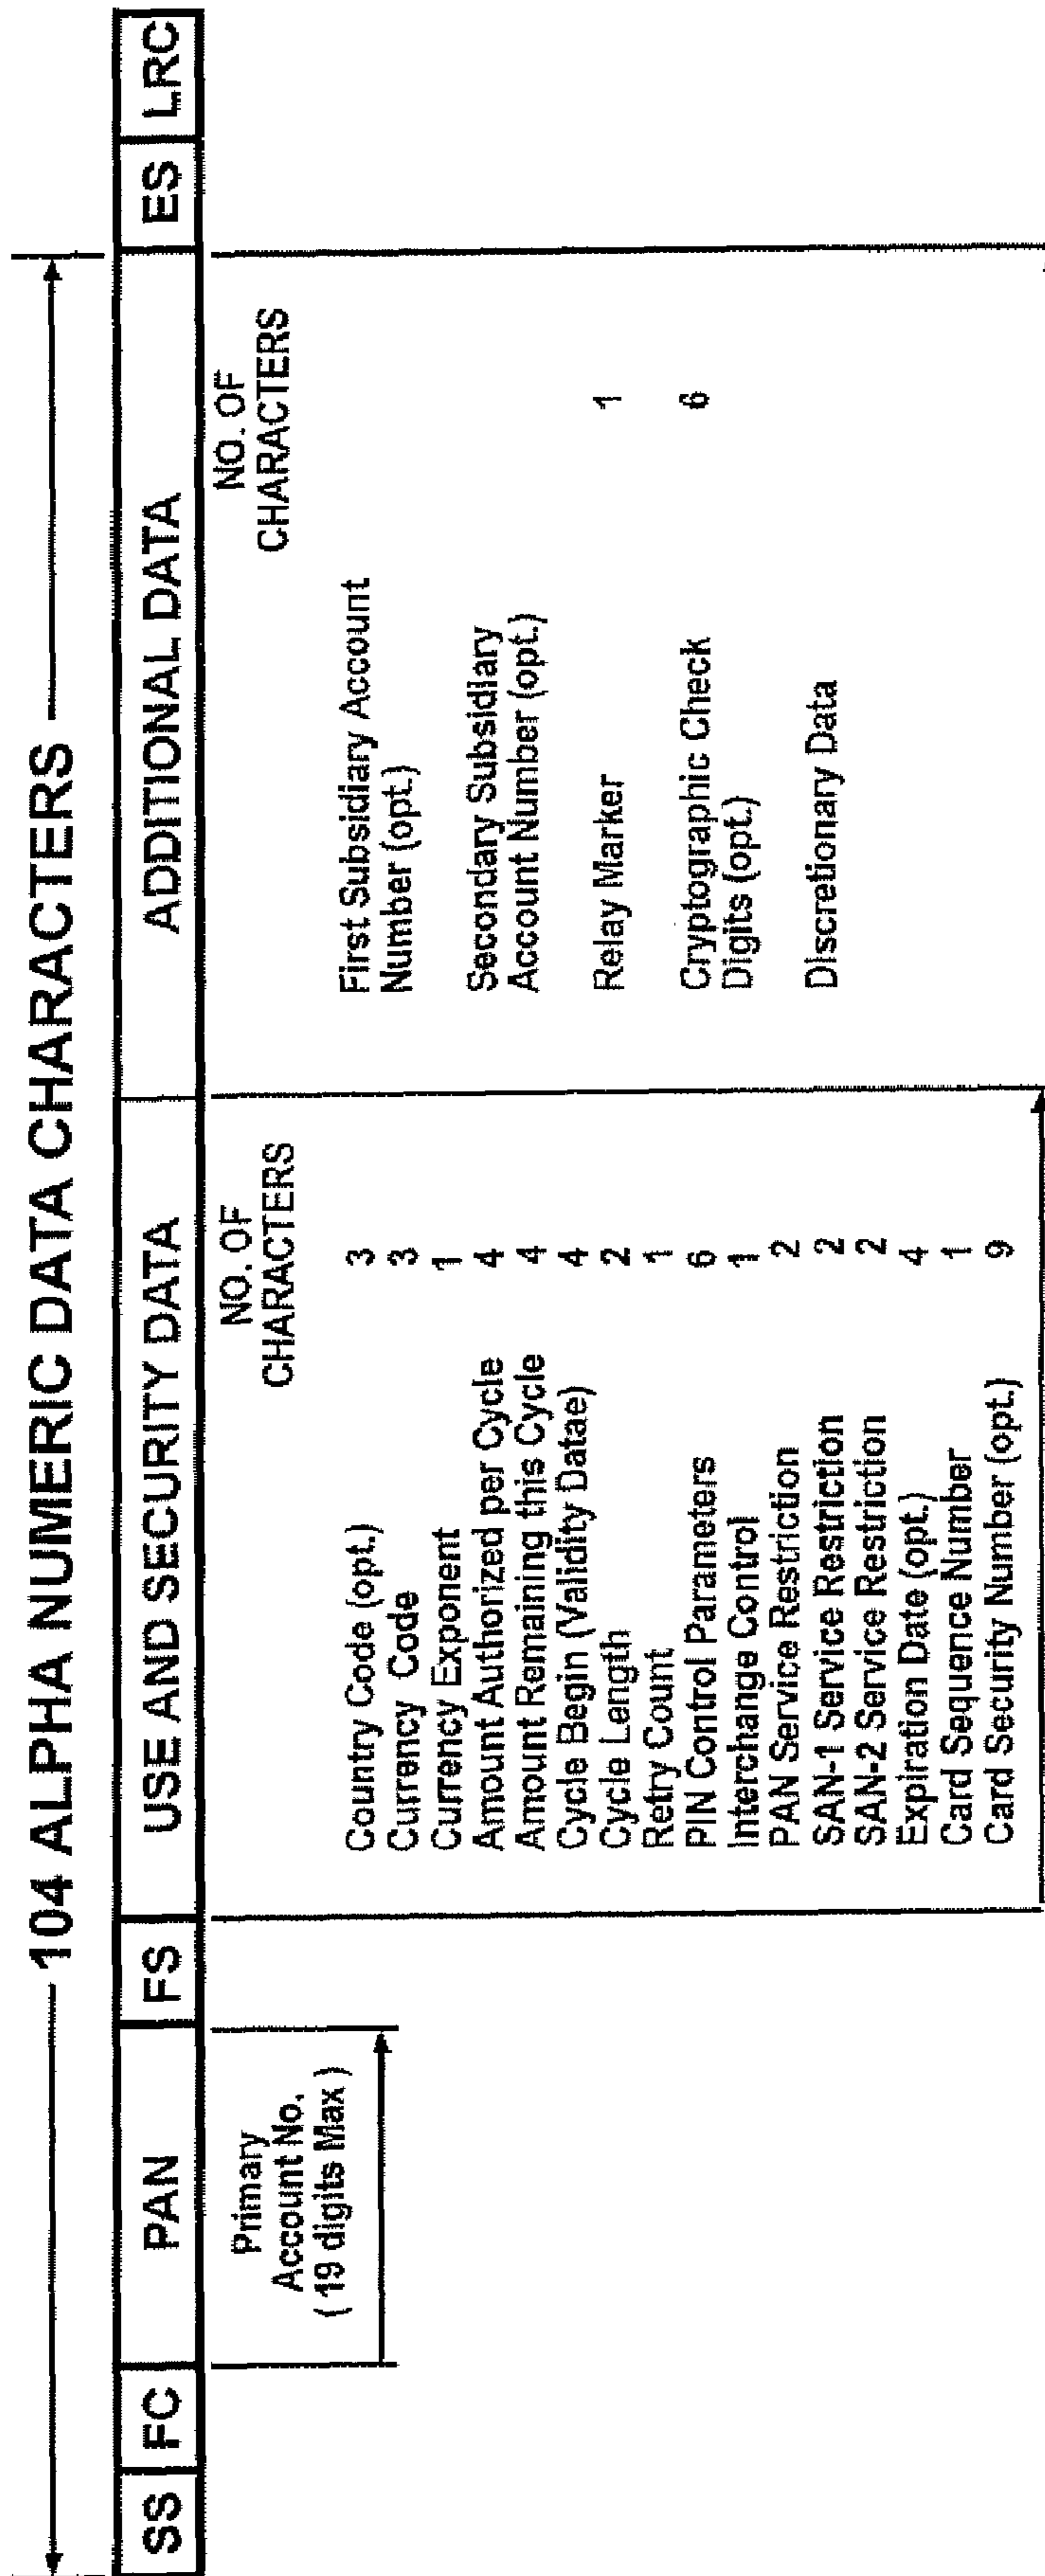 104 ALPHA NUMERIC DATA CHARACTERS
SS FC PAN FS USE AND SECURITY DATA ADDITIONAL DATA ES LRC
Primary
Account No.
( 19 digits Max )
NO. OF
CHARACTERS
Country Code (opt.) 3
Currency Code 3
Currency Exponent 1
Amount Authorized per Cycle 4
Amount Remaining this Cycle 4
Cycle Begin (Validity Datae) 4
Cycle Length 2
Retry Count 1
PIN Control Parameters 6
Interchange Control 1
PAN Service Restriction 2
SAN-1 Service Restriction 2
SAN-2 Service Restriction 2
Expiration Date (opt.) 4
Card Sequence Number 1
Card Security Number (opt.) 9
NO. OF
CHARACTERS
First Subsidiary Account
Number (opt.)
Secondary Subsidiary
Account Number (opt.)
Relay Marker 1
Cryptographic Check 6
Digits (opt.)
Discretionary Data